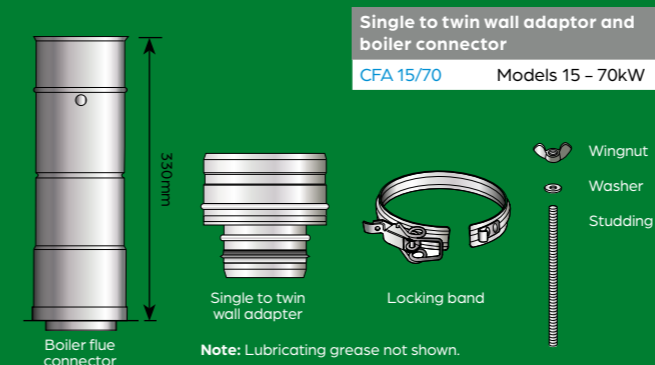 Single to twin wall adaptor and
boiler connector
CFA 15/70 Models 15 – 70kW
330mm
Wingnut
Washer
Studding
Single to twin
wall adapter
Locking band
Boiler flue
connector
Note: Lubricating grease not shown.